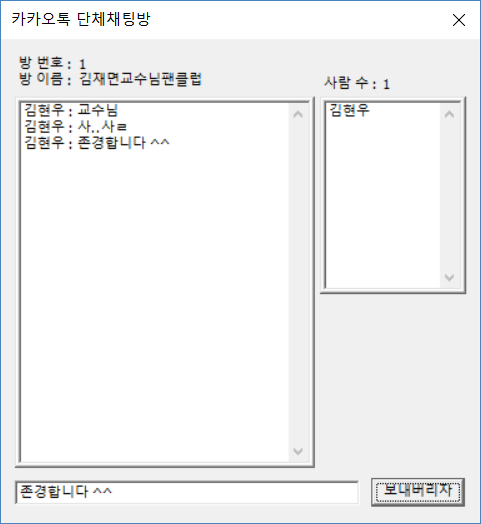 카카오톡 단체채팅방
방 번호 : 1
방 이름 : 김재면교수님팬클럽
사람 수 : 1
김현우 : 교수님
김현우 : 사,,사ㄹ
김현우 : 존경합니다 ^^
김현우
존경합니다 ^^
보내버리자